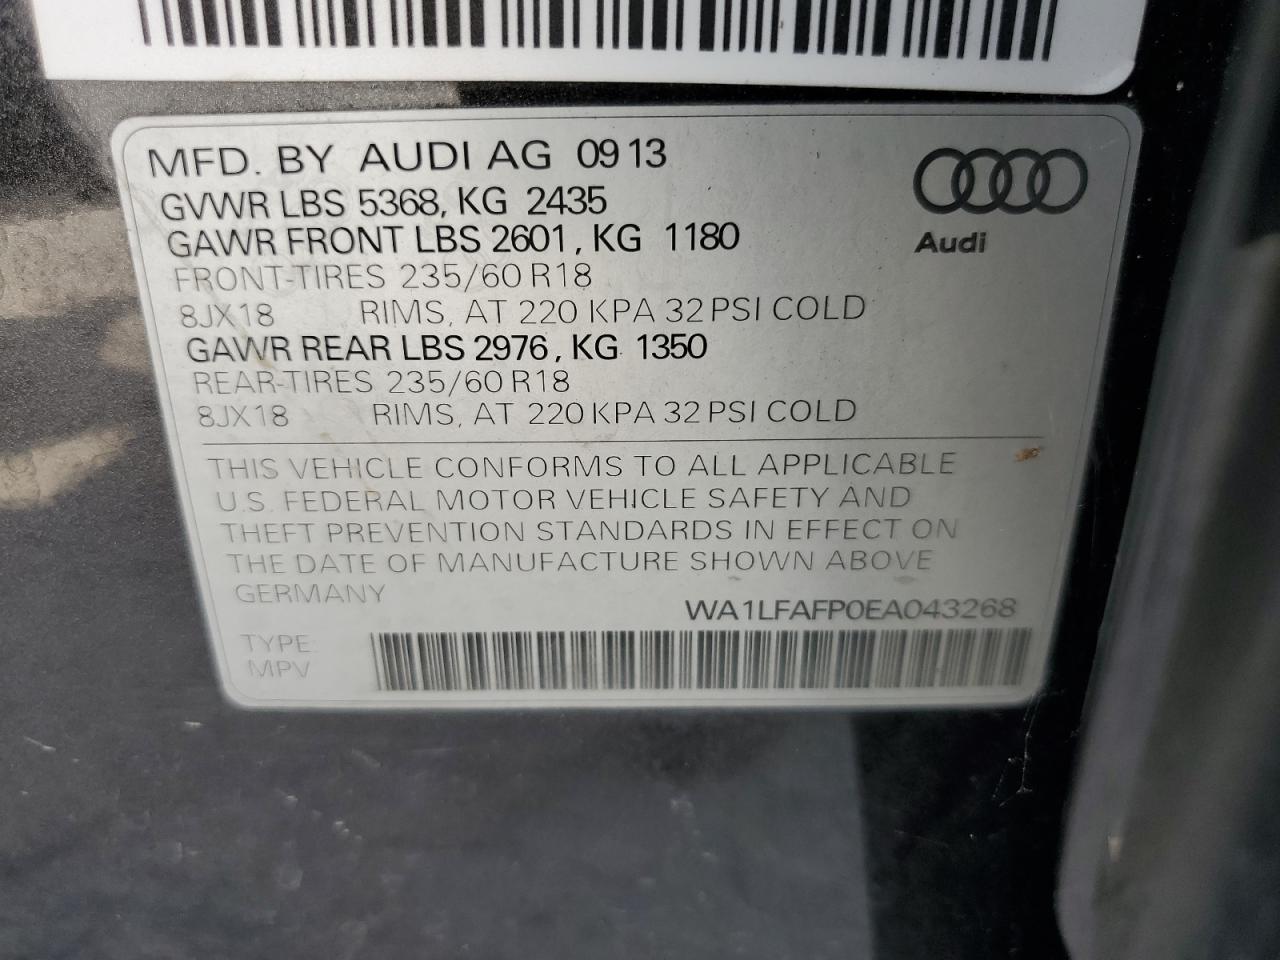 MFD. BY AUDI AG 09 13
GVWR LBS 5368, KG 2435
GAWR FRONT LBS 2601, KG 1180
FRONT-TIRES 235/60 R18
8JX18 RIMS, AT 220 KPA 32 PSI COLD
GAWR REAR LBS 2976, KG 1350
REAR-TIRES 235/60 R18
8JX18 RIMS, AT 220 KPA 32 PSI COLD
Audi
THIS VEHICLE CONFORMS TO ALL APPLICABLE
U.S. FEDERAL MOTOR VEHICLE SAFETY AND
THEFT PREVENTION STANDARDS IN EFFECT ON
THE DATE OF MANUFACTURE SHOWN ABOVE
GERMANY
WA1LFAFP0EA043268
TYPE:
MPV